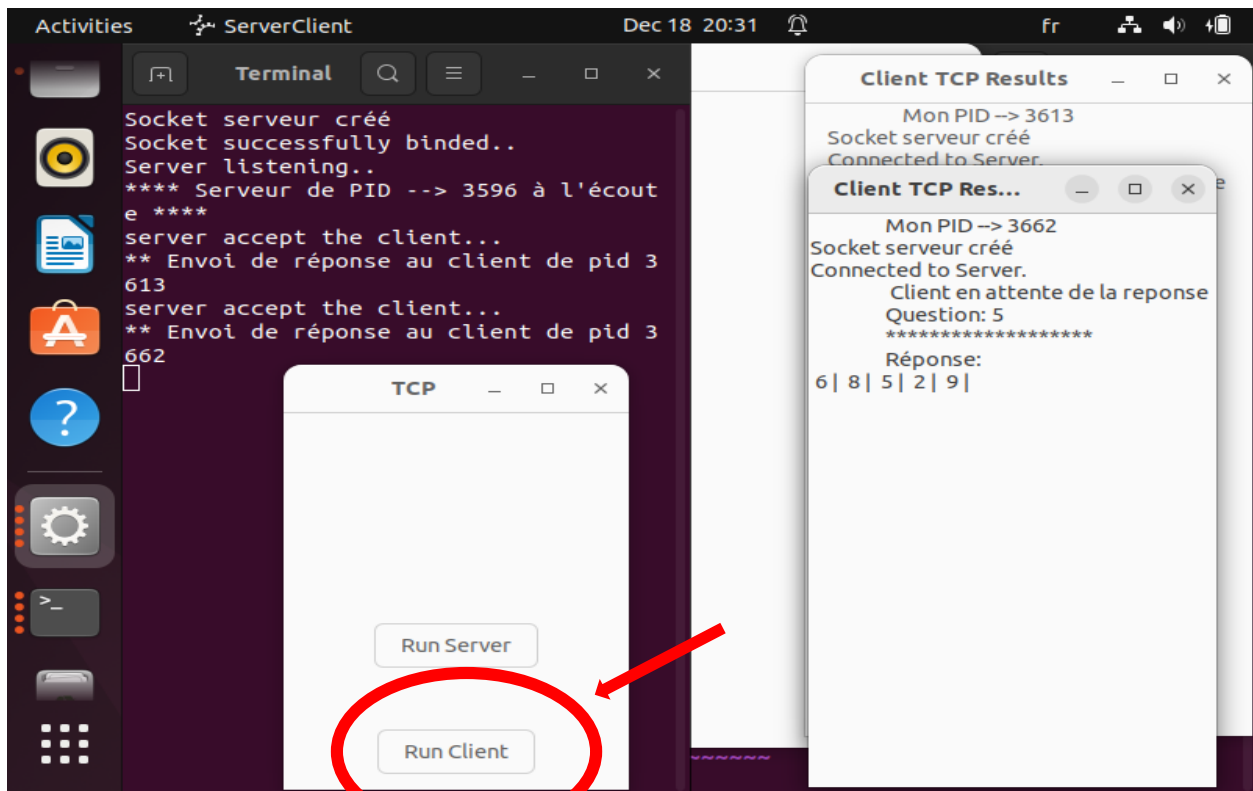 Activities ServerClient Dec 18 20:31 fr
Terminal
Socket serveur créé
Socket successfully binded..
Server listening..
**** Serveur de PID --> 3596 à l'écout
e ****
server accept the client...
** Envoi de réponse au client de pid 3
613
server accept the client...
** Envoi de réponse au client de pid 3
662
TCP
Run Server
Run Client
Client TCP Results
Mon PID --> 3613
Socket serveur créé
Connected to Server.
e
Client TCP Res...
Mon PID --> 3662
Socket serveur créé
Connected to Server.
Client en attente de la reponse
Question: 5
*******************
Réponse:
6| 8| 5| 2| 9|
~~~~~~